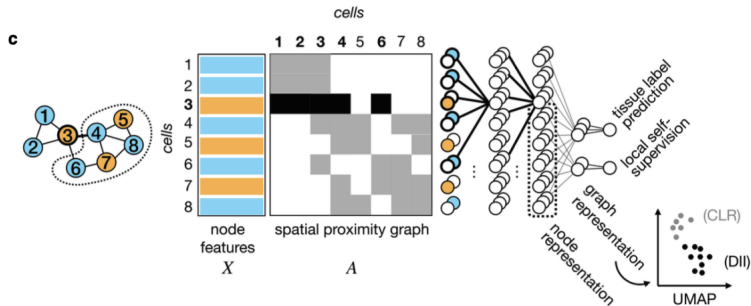 cells
c
1 2 3 4 5 6 7 8
1
2
3
4
5
6
7
8
cells
1
2
3
4
5
6
7
8
tissue label
prediction
local self-
supervision
graph
representation
node
representation
node
features
X
spatial proximity graph
A
(CLR)
(DII)
UMAP